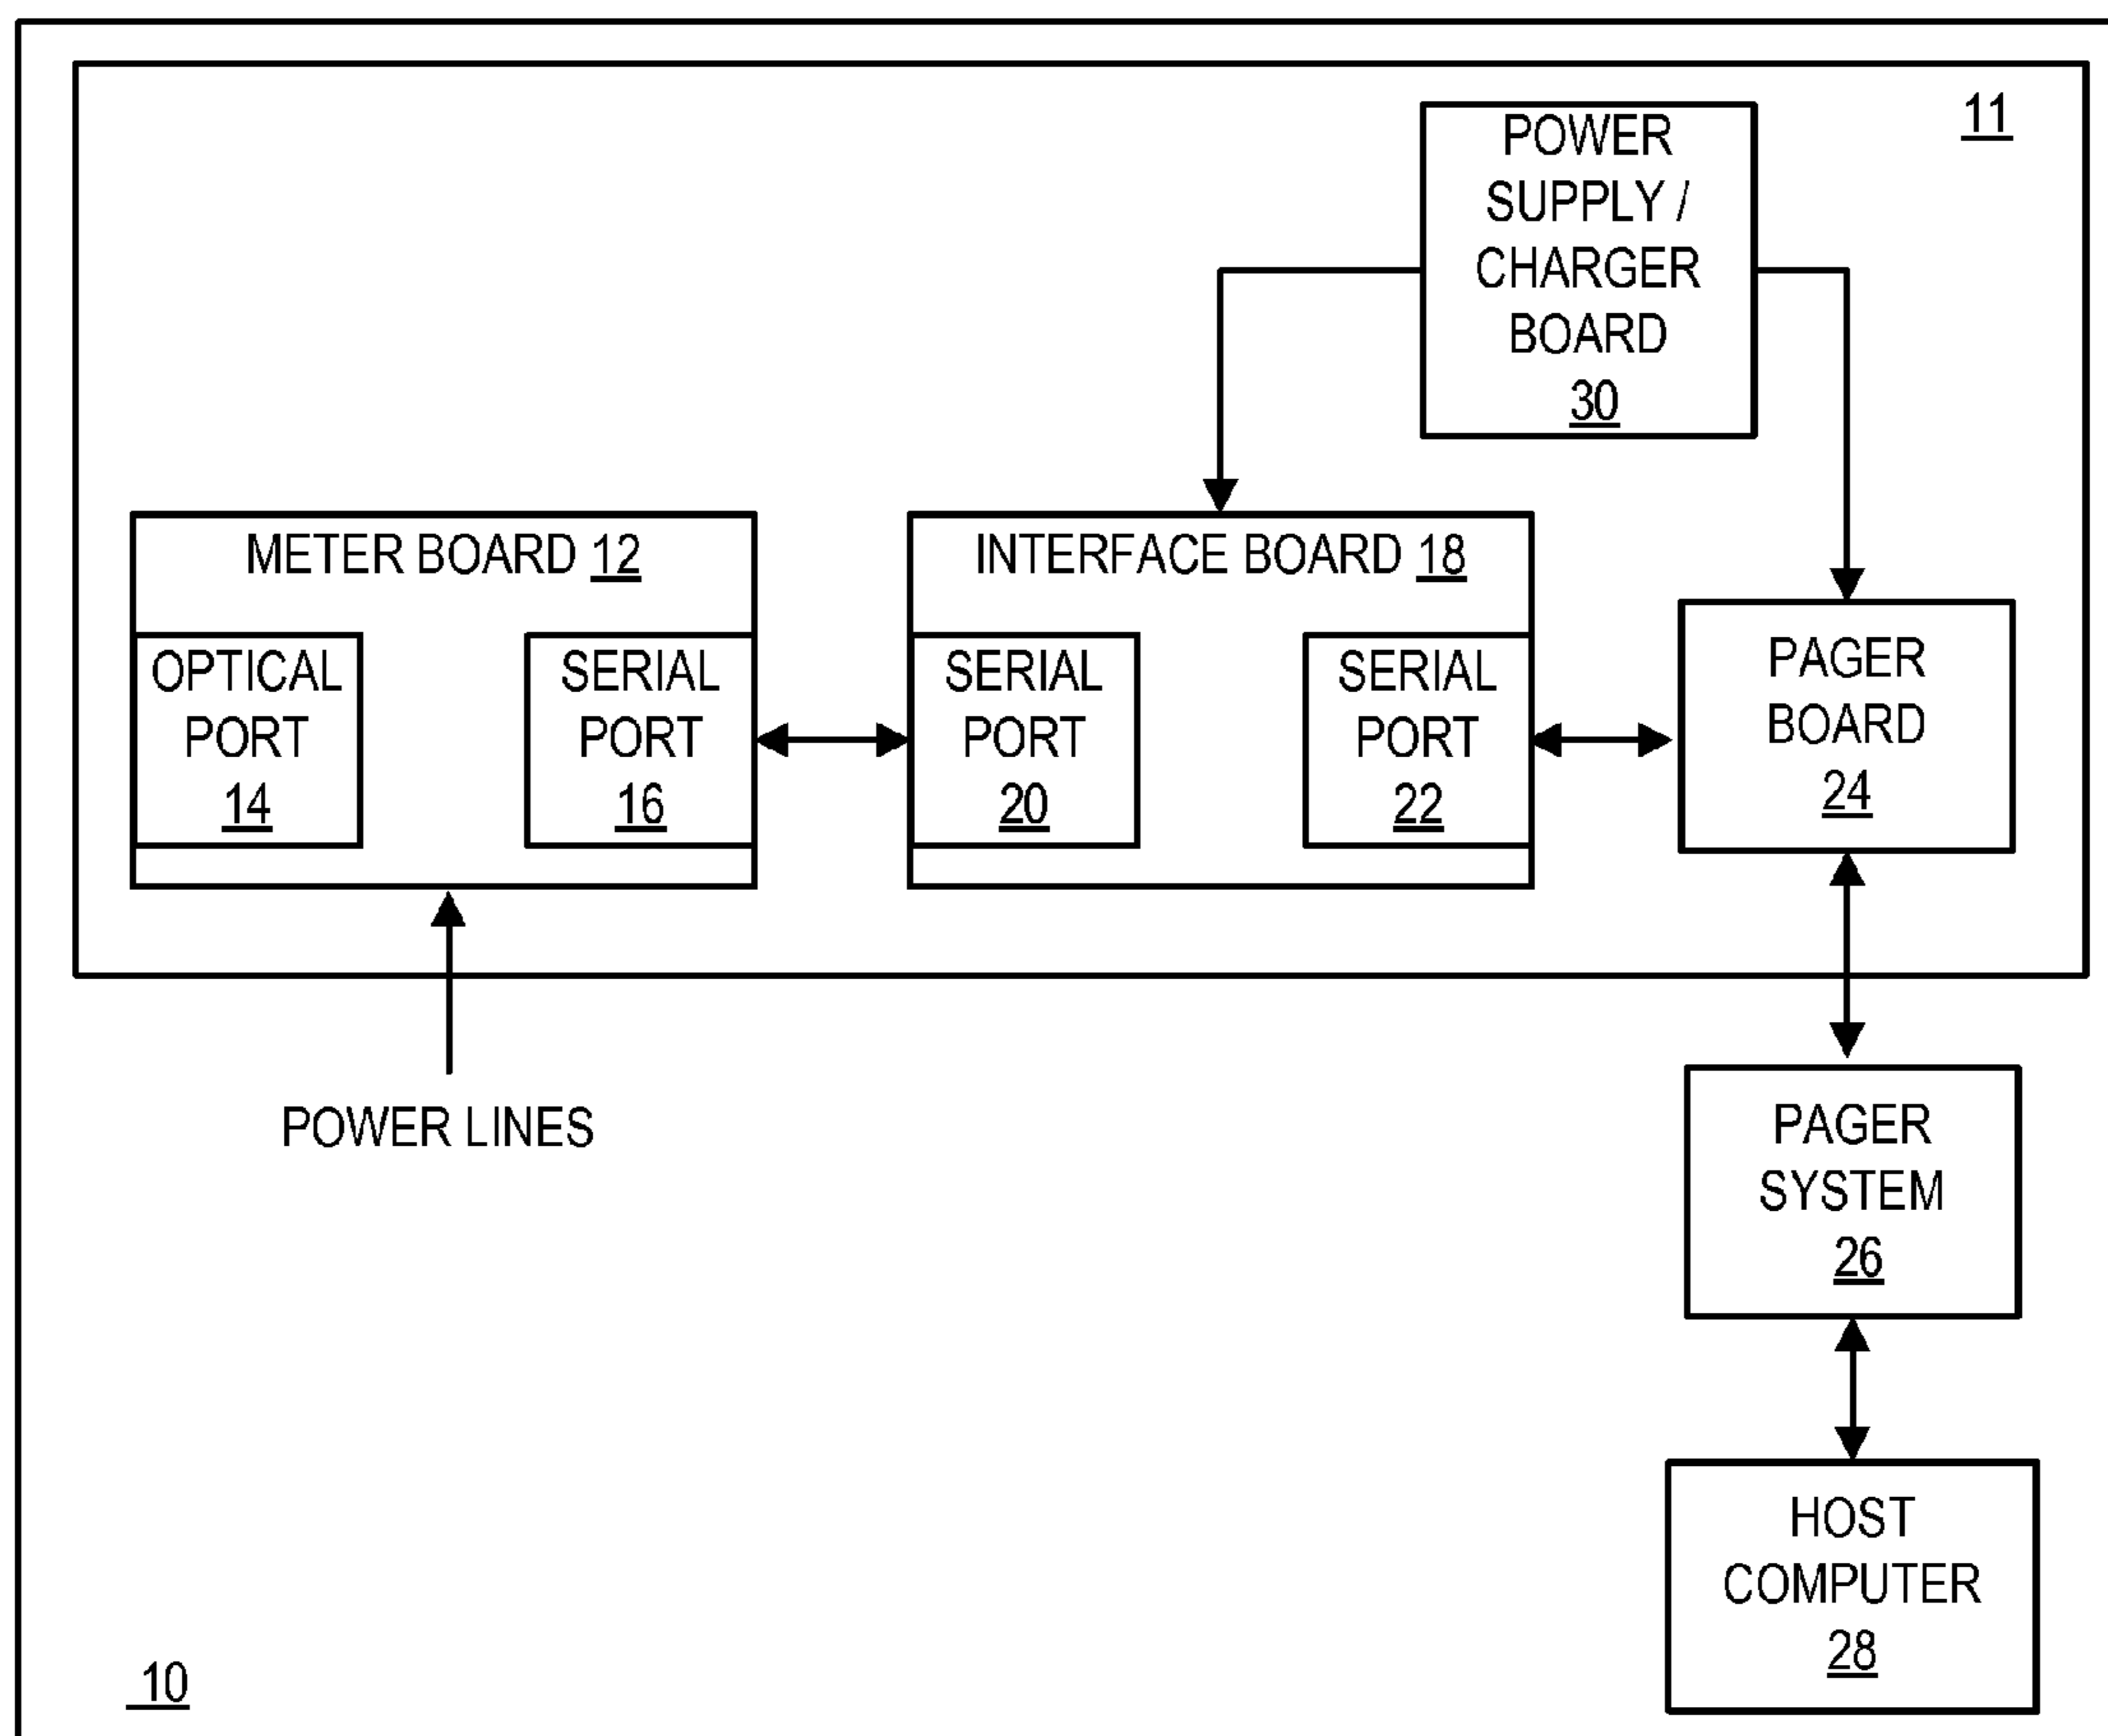 11
POWER
SUPPLY /
CHARGER
BOARD
30
METER BOARD 12
OPTICAL
PORT
14
SERIAL
PORT
16
INTERFACE BOARD 18
SERIAL
PORT
20
SERIAL
PORT
22
PAGER
BOARD
24
POWER LINES
PAGER
SYSTEM
26
HOST
COMPUTER
28
10